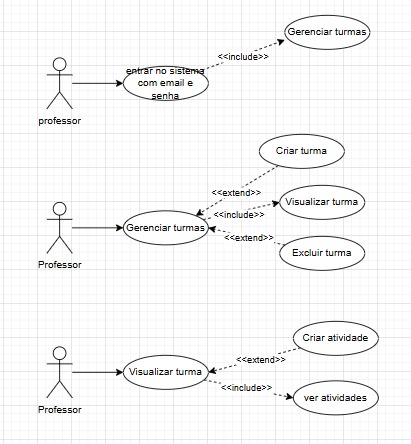 Gerenciar turmas
<<include>>
entrar no sistema
com email e
senha
professor
Criar turma
<<extend>>
Visualizar turma
<<include>>
Gerenciar turmas
<<extend>>
Excluir turma
Professor
Criar atividade
<<extend>>
Visualizar turma
<<include>>
ver atividades
Professor